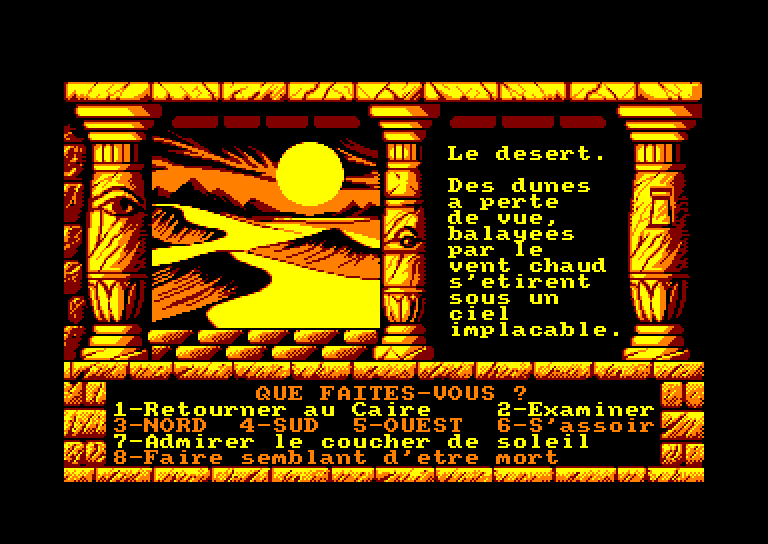 Le desert.
Des dunes
a perte
de vue,
balayees
par le
vent chaud
s'etirent
sous un
ciel
implacable.
QUE FAITES-VOUS ?
1-Retourner au Caire 2-Examiner
3-NORD 4-SUD 5-OUEST 6-S'assoir
7-Admirer le coucher de soleil
8-Faire semblant d'etre mort